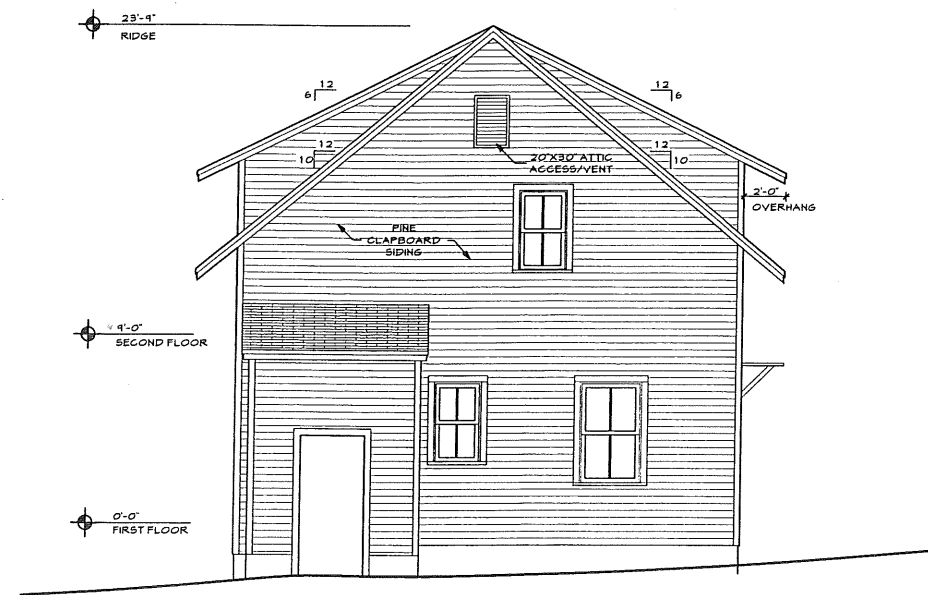 23'-9"
RIDGE
12
6
12
6
12
10
12
10
20"X30" ATTIC
ACCESS/VENT
2'-0"
OVERHANG
PINE
CLAPBOARD
SIDING
9'-0"
SECOND FLOOR
0'-0"
FIRST FLOOR